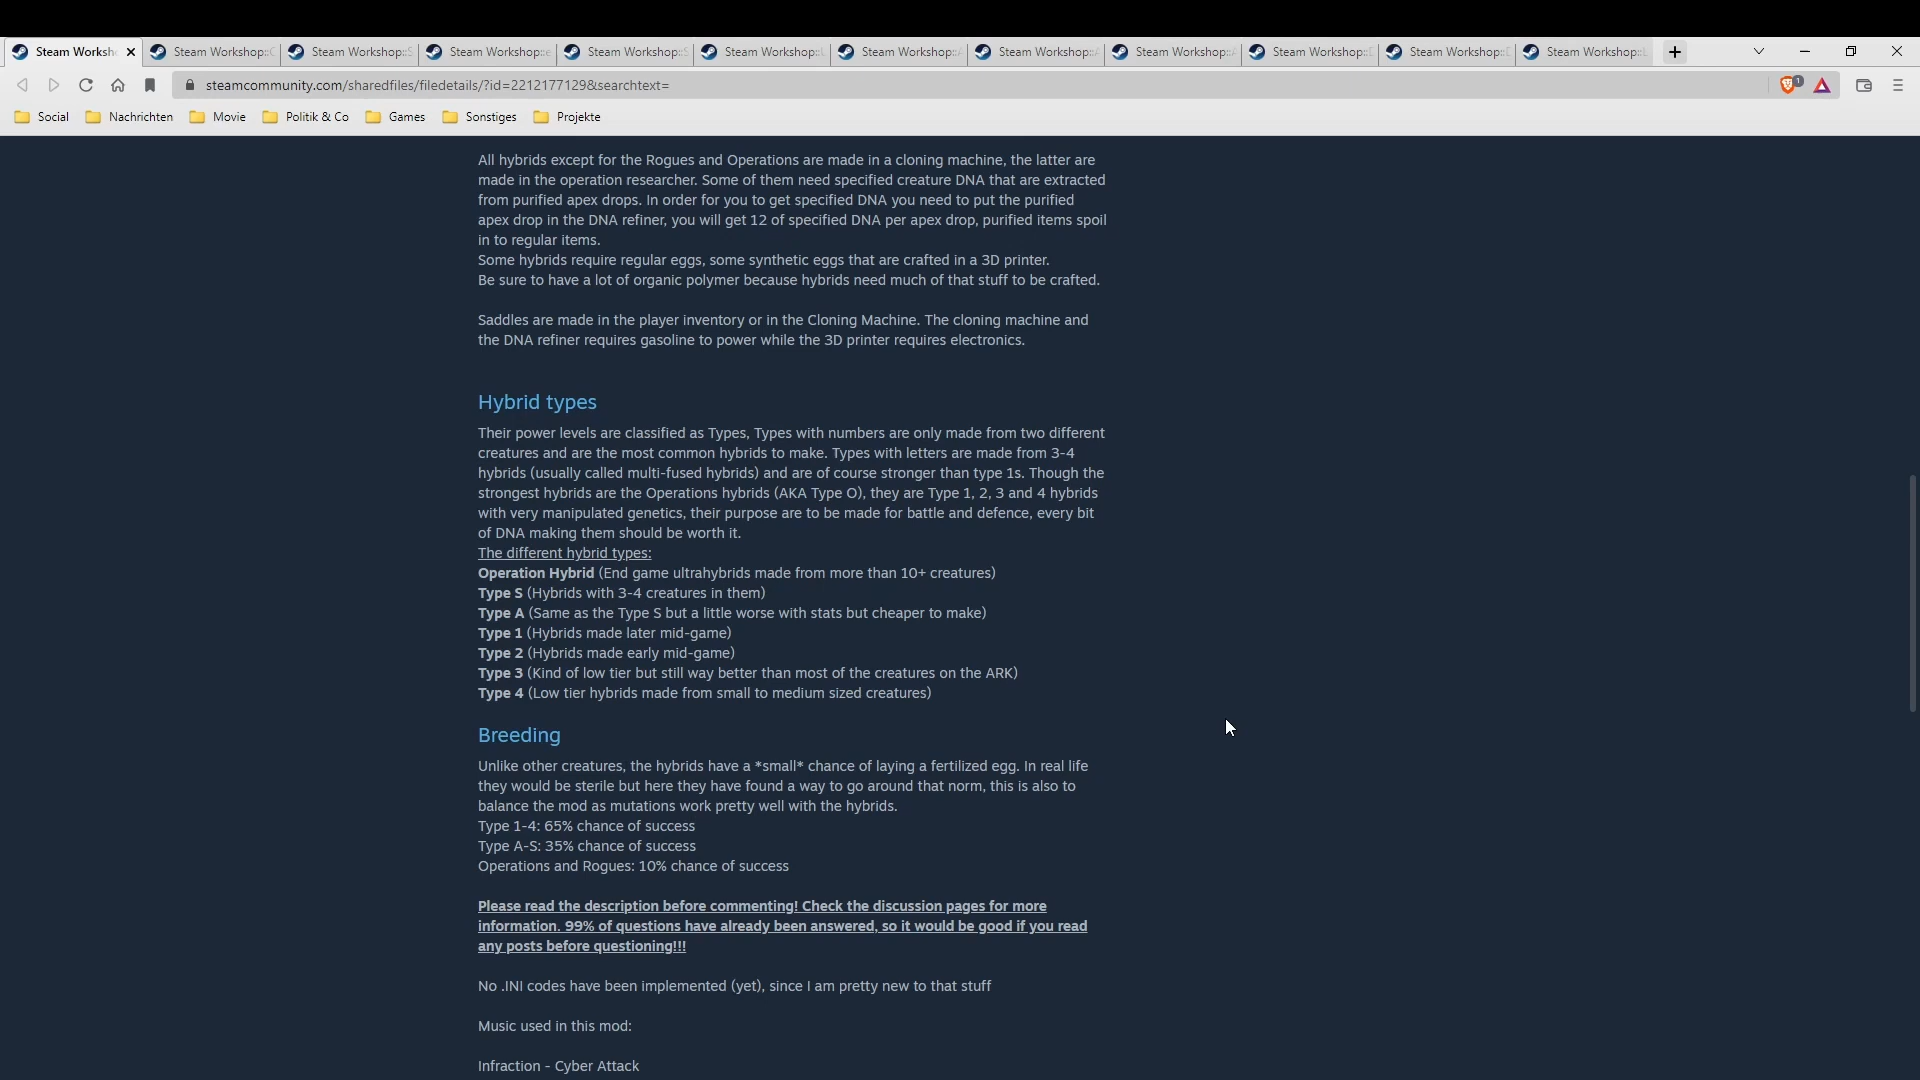 Steam Worksh
Steam Workshop::
Steam Workshop::S
Steam Workshop::
Steam Workshop::S
Steam Workshop::
Steam Workshop::
Steam Workshop::
Steam Workshop::
Steam Workshop::
Steam Workshop::
Steam Workshop::
steamcommunity.com/sharedfiles/filedetails/?id=2212177129&searchtext=
1
Social
Nachrichten
Movie
Politik & Co
Games
Sonstiges
Projekte
All hybrids except for the Rogues and Operations are made in a cloning machine, the latter are
made in the operation researcher. Some of them need specified creature DNA that are extracted
from purified apex drops. In order for you to get specified DNA you need to put the purified
apex drop in the DNA refiner, you will get 12 of specified DNA per apex drop, purified items spoil
in to regular items.
Some hybrids require regular eggs, some synthetic eggs that are crafted in a 3D printer.
Be sure to have a lot of organic polymer because hybrids need much of that stuff to be crafted.
Saddles are made in the player inventory or in the Cloning Machine. The cloning machine and
the DNA refiner requires gasoline to power while the 3D printer requires electronics.
Hybrid types
Their power levels are classified as Types, Types with numbers are only made from two different
creatures and are the most common hybrids to make. Types with letters are made from 3-4
hybrids (usually called multi-fused hybrids) and are of course stronger than type 1s. Though the
strongest hybrids are the Operations hybrids (AKA Type O), they are Type 1, 2, 3 and 4 hybrids
with very manipulated genetics, their purpose are to be made for battle and defence, every bit
of DNA making them should be worth it.
The different hybrid types:
Operation Hybrid (End game ultrahybrids made from more than 10+ creatures)
Type S (Hybrids with 3-4 creatures in them)
Type A (Same as the Type S but a little worse with stats but cheaper to make)
Type 1 (Hybrids made later mid-game)
Type 2 (Hybrids made early mid-game)
Type 3 (Kind of low tier but still way better than most of the creatures on the ARK)
Type 4 (Low tier hybrids made from small to medium sized creatures)
Breeding
Unlike other creatures, the hybrids have a *small* chance of laying a fertilized egg. In real life
they would be sterile but here they have found a way to go around that norm, this is also to
balance the mod as mutations work pretty well with the hybrids.
Type 1-4: 65% chance of success
Type A-S: 35% chance of success
Operations and Rogues: 10% chance of success
Please read the description before commenting! Check the discussion pages for more
information. 99% of questions have already been answered, so it would be good if you read
any posts before questioning!!!
No .INI codes have been implemented (yet), since I am pretty new to that stuff
Music used in this mod:
Infraction - Cyber Attack